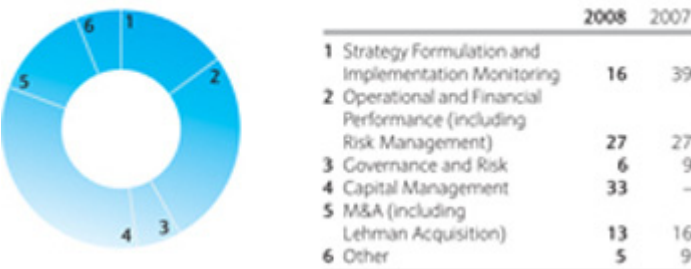 6 1
2
5
4 3
2008 2007
1 Strategy Formulation and
Implementation Monitoring 16 39
2 Operational and Financial
Performance (including
Risk Management) 27 27
3 Governance and Risk 6 9
4 Capital Management 33 –
5 M&A (including
Lehman Acquisition) 13 16
6 Other 5 9